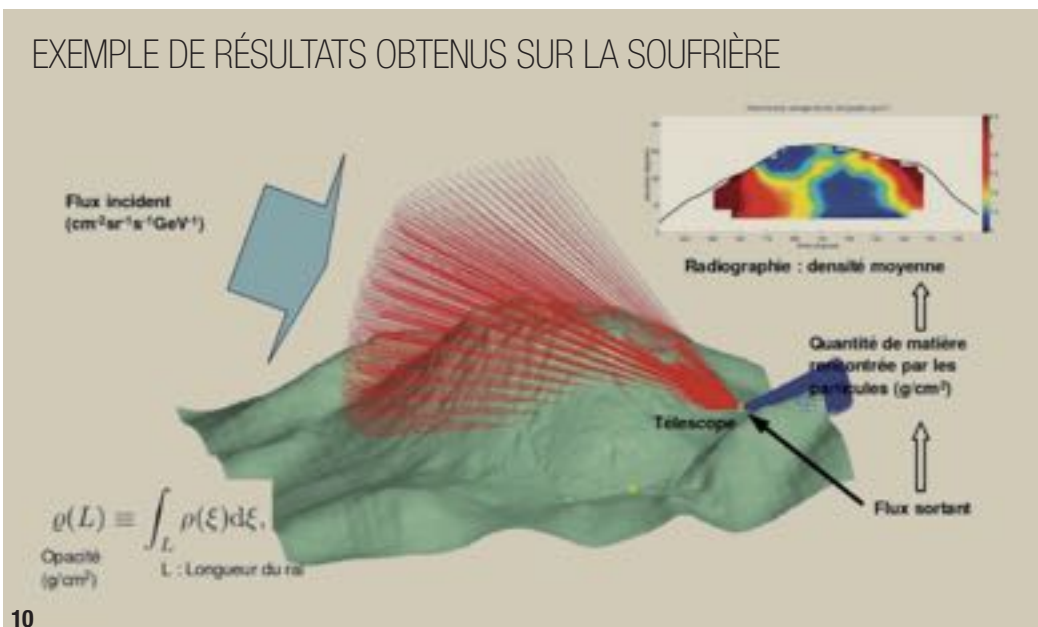 EXEMPLE DE RÉSULTATS OBTENUS SUR LA SOUFRIÈRE
Flux incident
(cm⁻²sr⁻¹s⁻¹GeV⁻¹)
Radiographie : densité moyenne
Quantité de matière
rencontrée par les
particules (g/cm²)
Télescope
Flux sortant
ϱ(L) ≡ ∫_L ρ(ξ)dξ,
Opacité
(g/cm²)
L : Longueur du rai
10